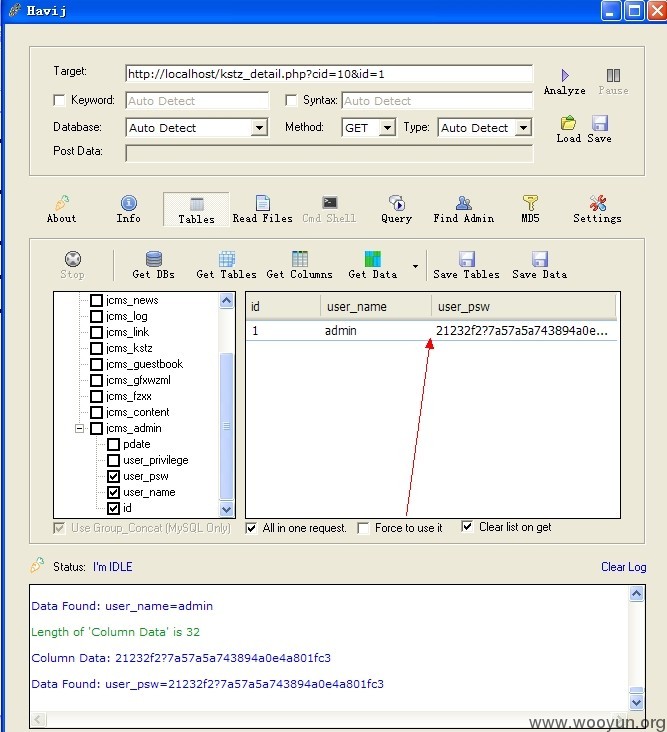 Havij
Target: http://localhost/kstz_detail.php?cid=10&id=1
Analyze Pause
Keyword: Auto Detect Syntax: Auto Detect
Database: Auto Detect Method: GET Type: Auto Detect
Load Save
Post Data:
About Info Tables Read Files Cmd Shell Query Find Admin MD5 Settings
Stop Get DBs Get Tables Get Columns Get Data Save Tables Save Data
jcms_news
jcms_log
jcms_link
jcms_kstz
jcms_guestbook
jcms_gfxwzml
jcms_fzxx
jcms_content
jcms_admin
pdate
user_privilege
user_psw
user_name
id
id user_name user_psw
1 admin 21232f2?7a57a5a743894a0e...
Use Group_Concat (MySQL Only) All in one request. Force to use it Clear list on get
Status: I'm IDLE Clear Log
Data Found: user_name=admin
Length of 'Column Data' is 32
Column Data: 21232f2?7a57a5a743894a0e4a801fc3
Data Found: user_psw=21232f2?7a57a5a743894a0e4a801fc3
www.wooyun.org